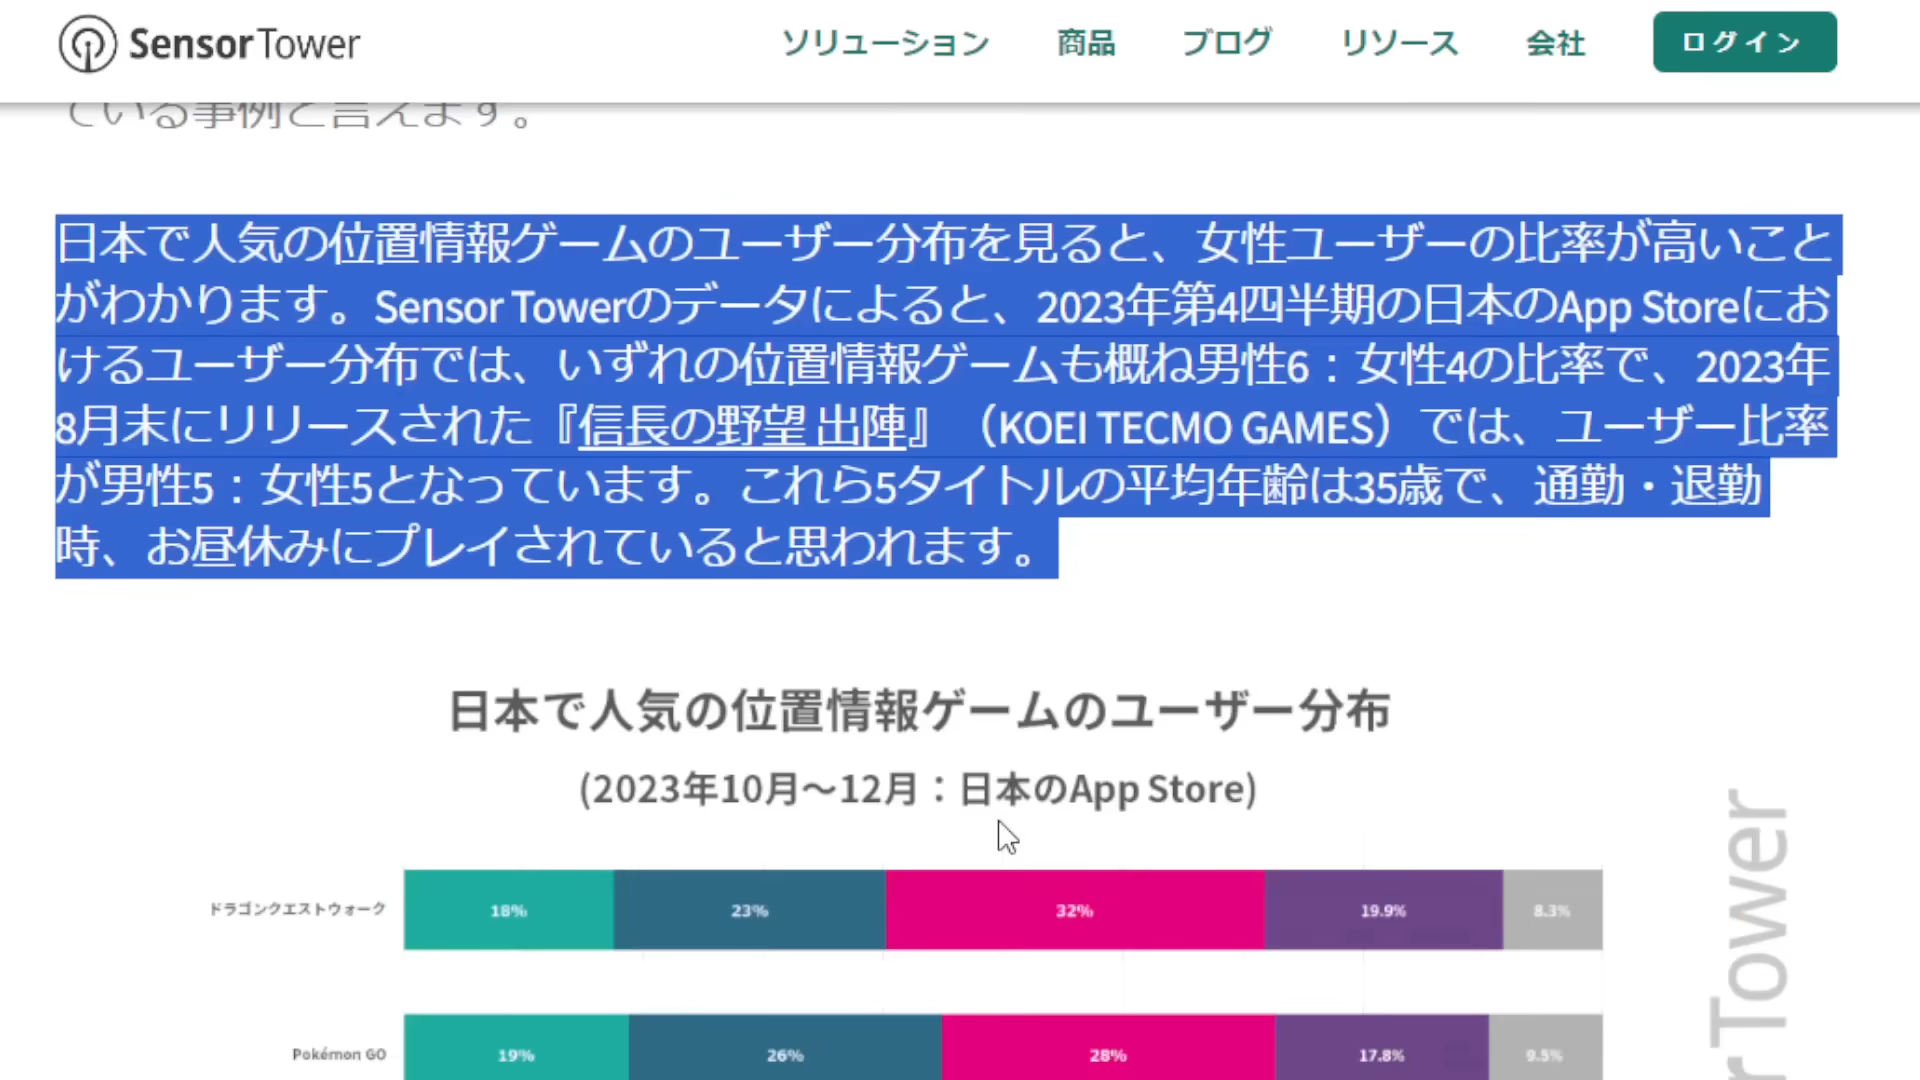 SensorTower
ソリューション 商品 ブログ リソース 会社 ログイン
ている事例と言えます。
日本で人気の位置情報ゲームのユーザー分布を見ると、女性ユーザーの比率が高いこと
がわかります。Sensor Towerのデータによると、2023年第4四半期の日本のApp Storeにお
けるユーザー分布では、いずれの位置情報ゲームも概ね男性6：女性4の比率で、2023年
8月末にリリースされた『信長の野望 出陣』（KOEI TECMO GAMES）では、ユーザー比率
が男性5：女性5となっています。これら5タイトルの平均年齢は35歳で、通勤・退勤
時、お昼休みにプレイされていると思われます。
日本で人気の位置情報ゲームのユーザー分布
(2023年10月～12月：日本のApp Store)
ドラゴンクエストウォーク 18% 23% 32% 19.9% 8.3%
Pokémon GO 19% 26% 28% 17.8% 9.5%
r Tower